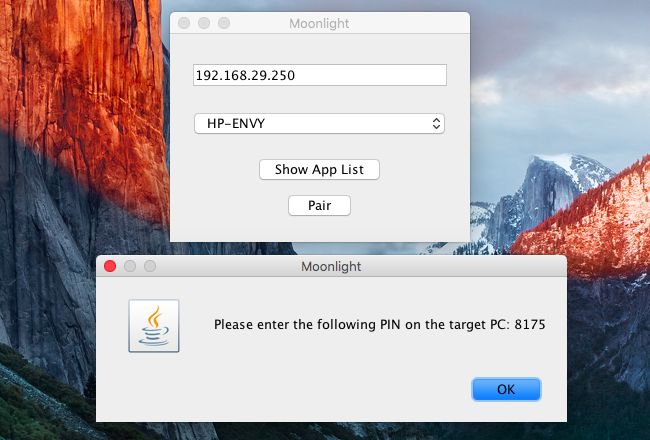 Moonlight
192.168.29.250
HP-ENVY
Show App List
Pair
Moonlight
Please enter the following PIN on the target PC: 8175
OK